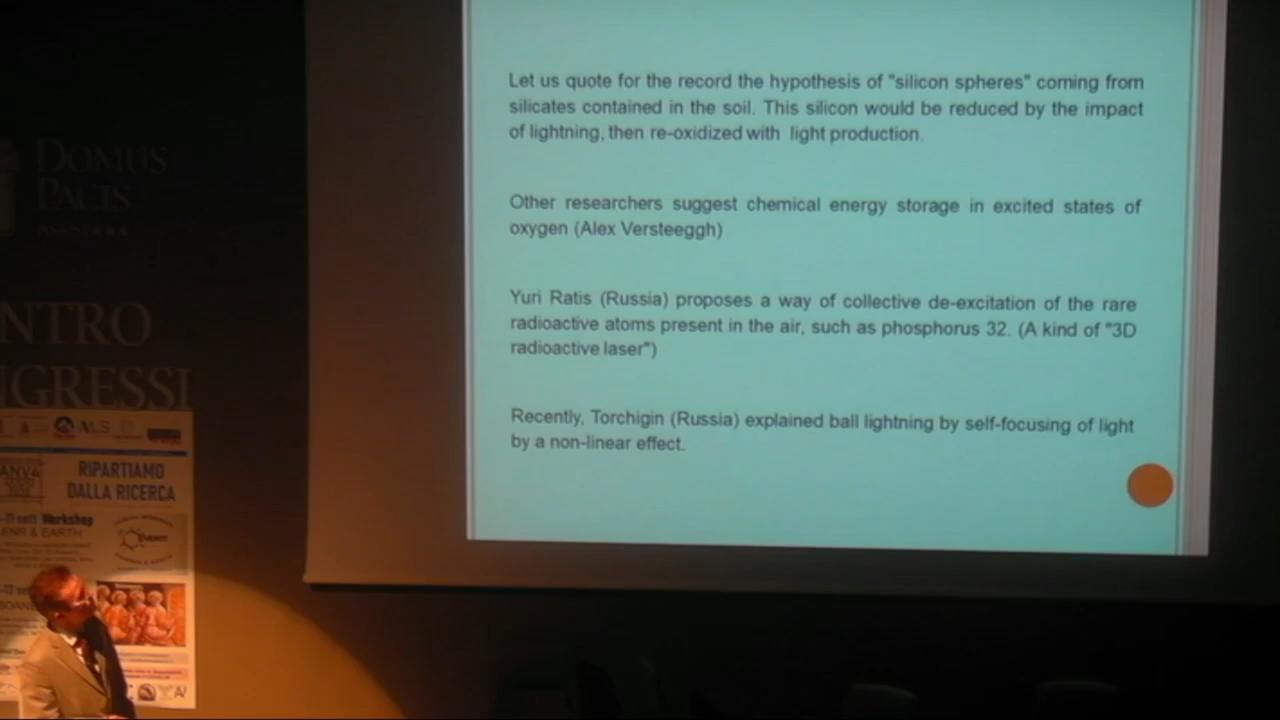 Let us quote for the record the hypothesis of "silicon spheres" coming from
silicates contained in the soil. This silicon would be reduced by the impact
of lightning, then re-oxidized with light production.
Other researchers suggest chemical energy storage in excited states of
oxygen (Alex Versteeggh)
Yuri Ratis (Russia) proposes a way of collective de-excitation of the rare
radioactive atoms present in the air, such as phosphorus 32. (A kind of "3D
radioactive laser")
Recently, Torchigin (Russia) explained ball lightning by self-focusing of light
by a non-linear effect.
DOMUS
PACIS
NTRO
NGRESSI
ALS
RIPARTIAMO
DALLA RICERCA
Workshop
& EARTH